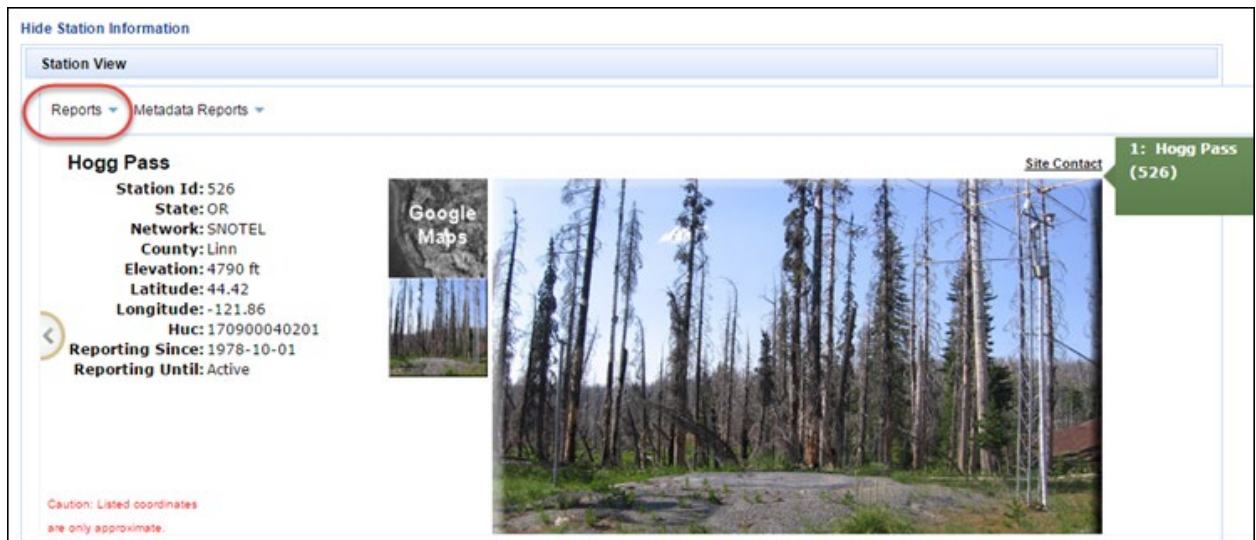 Hide Station Information
Station View
Reports Metadata Reports
Hogg Pass
Site Contact
1: Hogg Pass
(526)
Station Id: 526
State: OR
Network: SNOTEL
County: Linn
Elevation: 4790 ft
Latitude: 44.42
Longitude: -121.86
Huc: 170900040201
Reporting Since: 1978-10-01
Reporting Until: Active
Google
Maps
Caution: Listed coordinates
are only approximate.